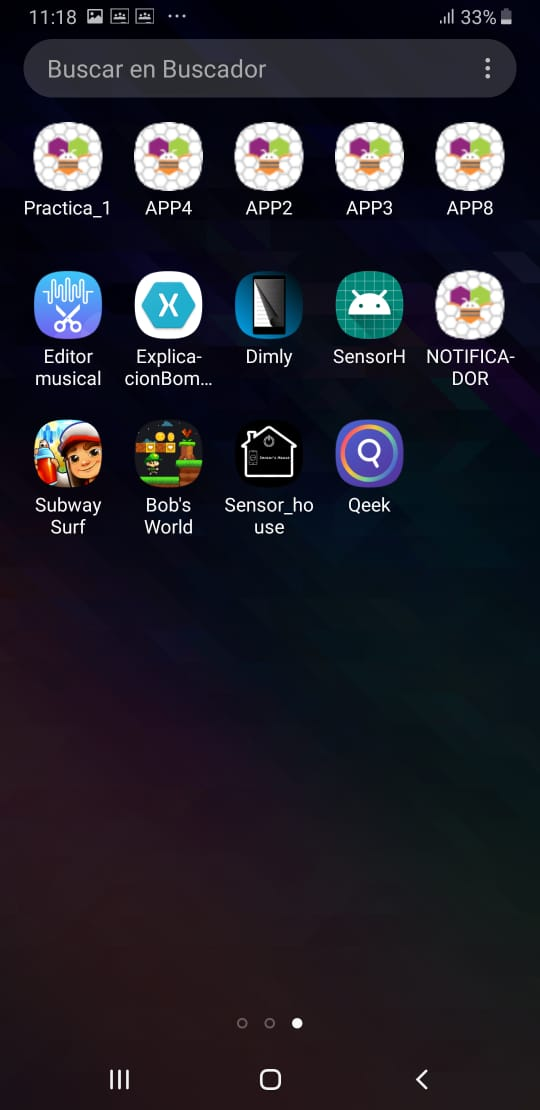 11:18
33%
Buscar en Buscador
Practica_1
APP4
APP2
APP3
APP8
Editor
musical
Explica-
cionBom...
Dimly
SensorH
NOTIFICA-
DOR
Subway
Surf
Bob's
World
Sensor_ho
use
Qeek